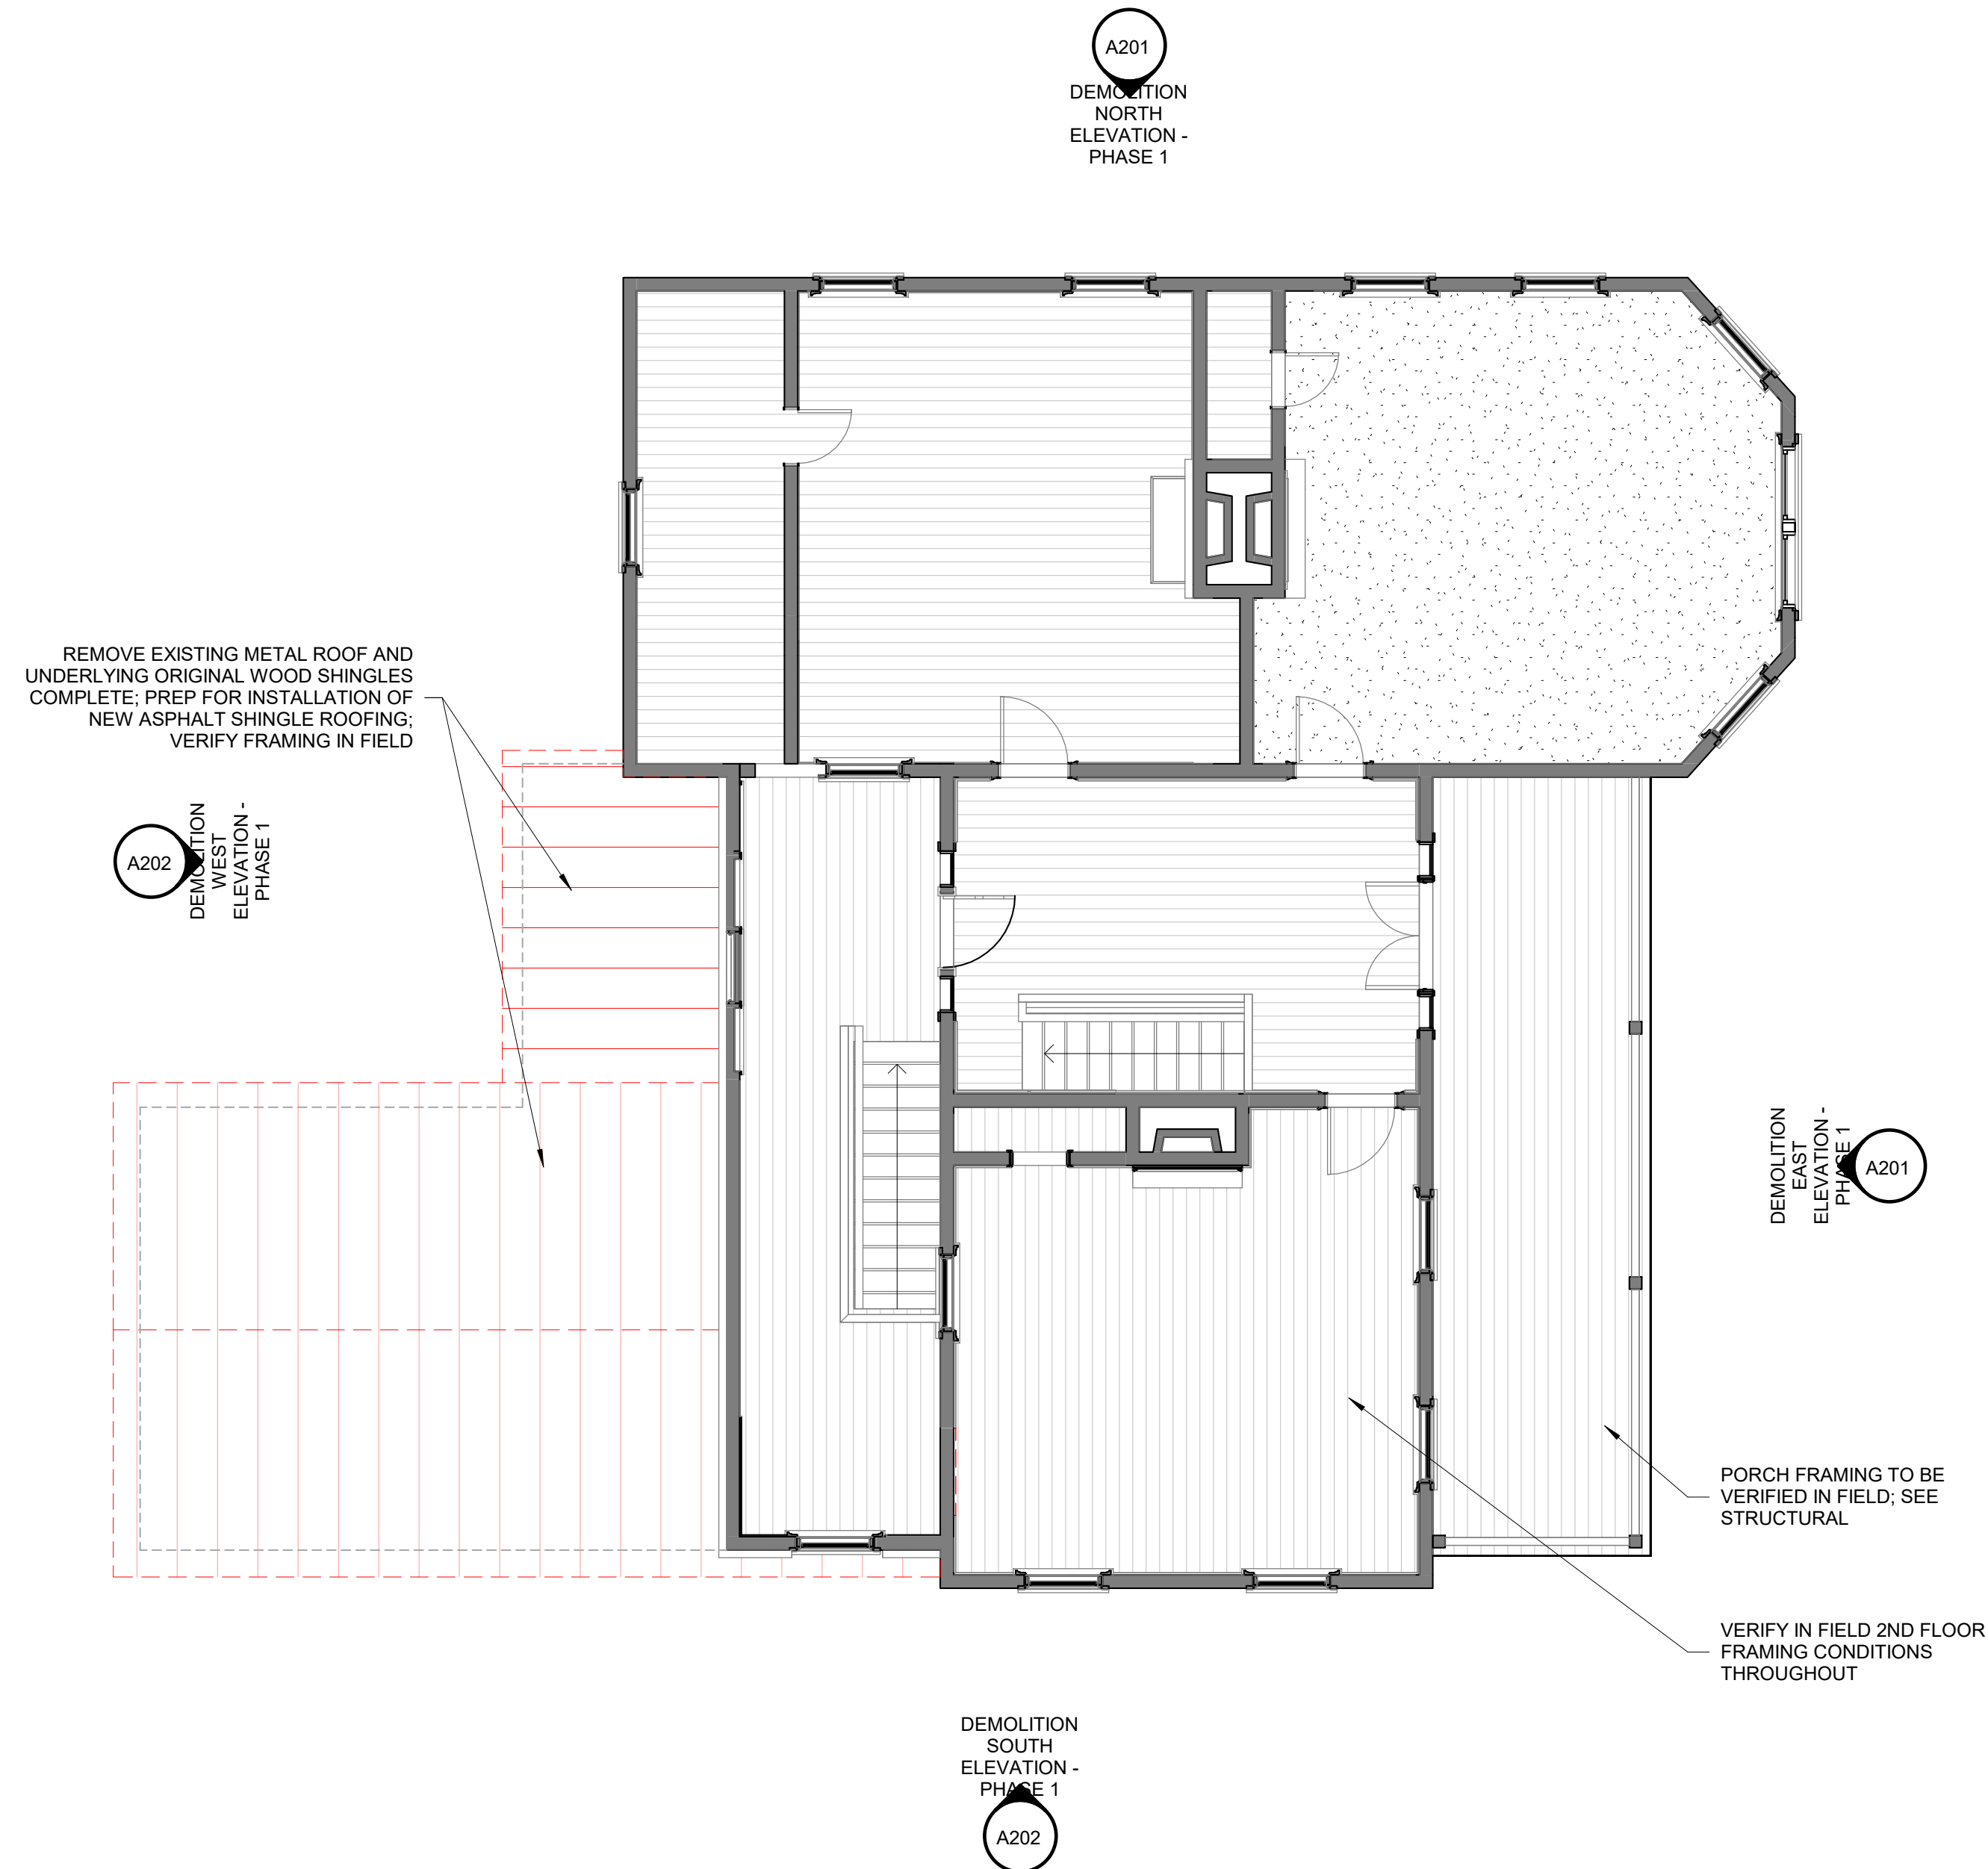 A201
DEMOLITION
NORTH
ELEVATION -
PHASE 1
REMOVE EXISTING METAL ROOF AND
UNDERLYING ORIGINAL WOOD SHINGLES
COMPLETE; PREP FOR INSTALLATION OF
NEW ASPHALT SHINGLE ROOFING;
VERIFY FRAMING IN FIELD
A202
DEMOLITION
WEST
ELEVATION -
PHASE 1
DEMOLITION
EAST
ELEVATION -
PHASE 1
A201
PORCH FRAMING TO BE
VERIFIED IN FIELD; SEE
STRUCTURAL
VERIFY IN FIELD 2ND FLOOR
FRAMING CONDITIONS
THROUGHOUT
DEMOLITION
SOUTH
ELEVATION -
PHASE 1
A202